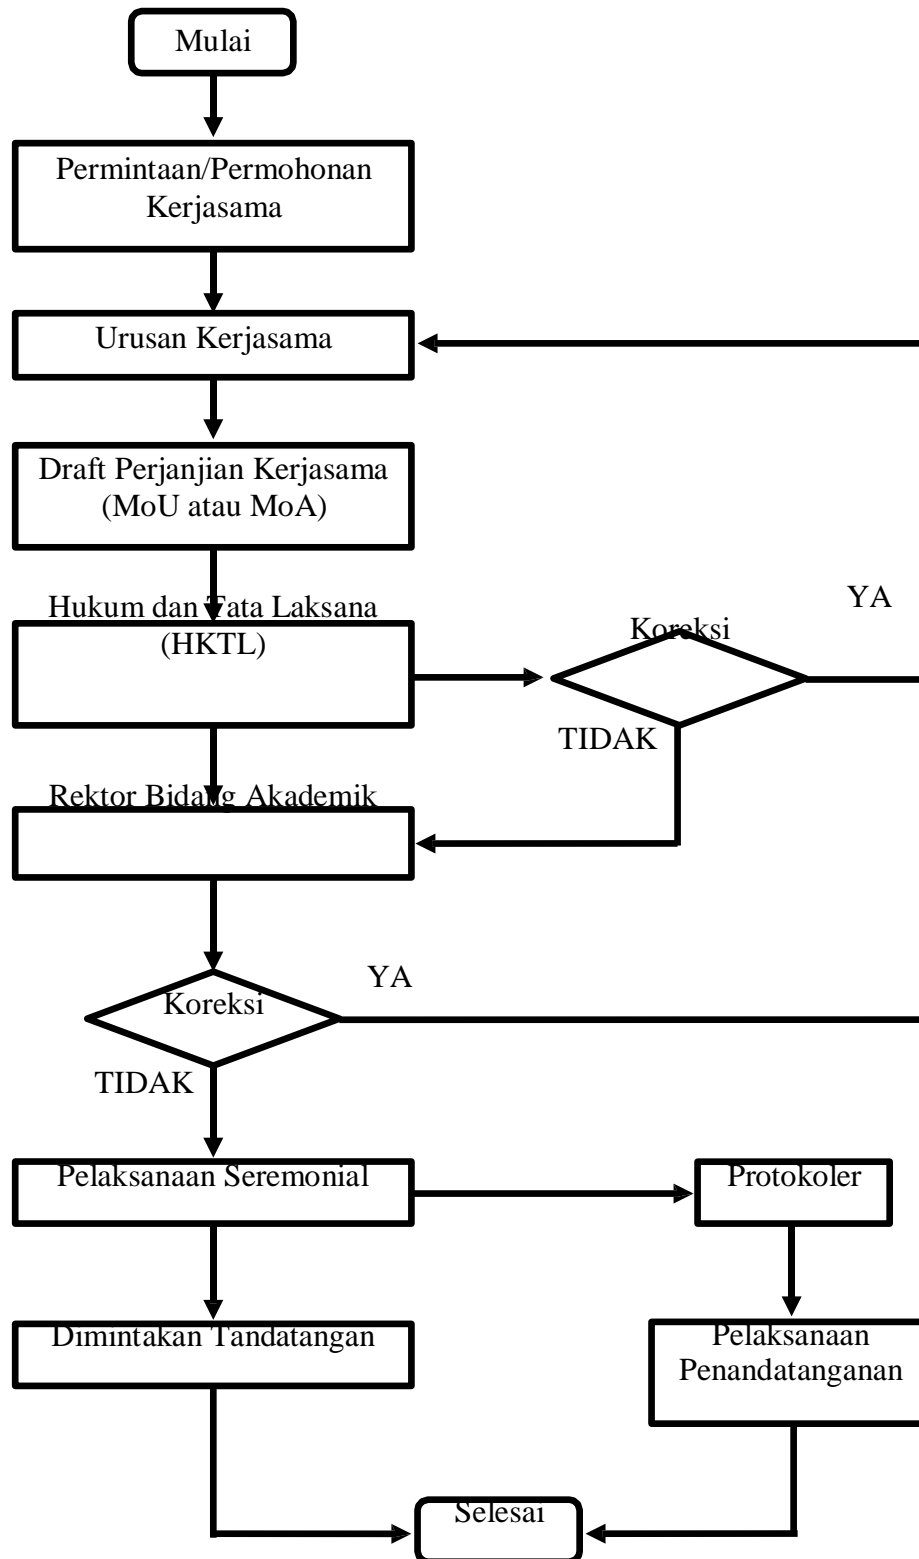 Mulai
Permintaan/Permohonan
Kerjasama
Urusan Kerjasama
Draft Perjanjian Kerjasama
(MoU atau MoA)
Hukum dan Tata Laksana
(HKTL)
Koreksi
YA
TIDAK
Rektor Bidang Akademik
Koreksi
YA
TIDAK
Pelaksanaan Seremonial
Protokoler
Dimintakan Tandatangan
Pelaksanaan
Penandatanganan
Selesai